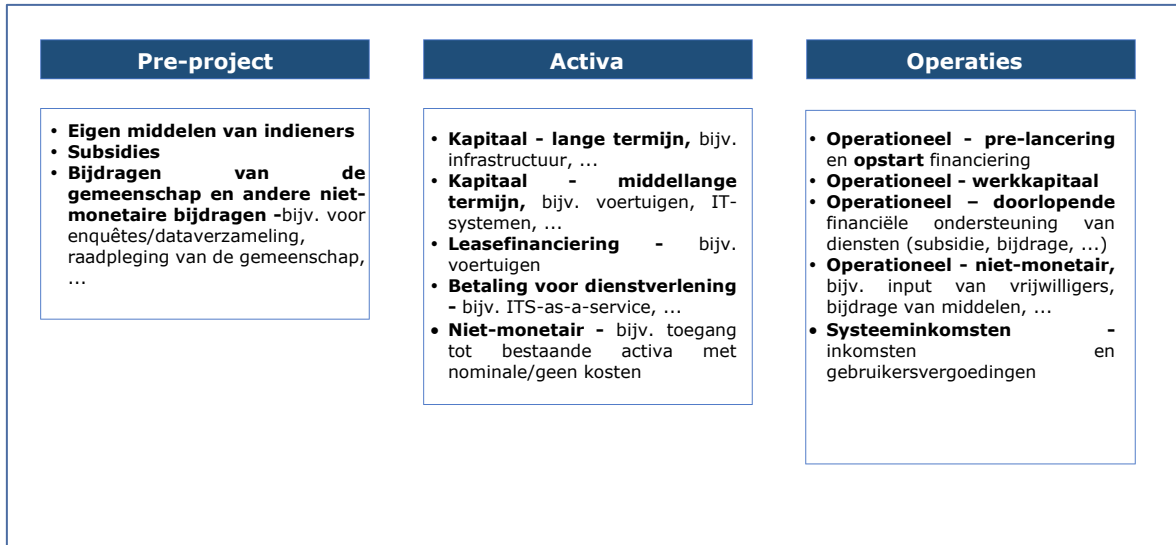 Pre-project
• Eigen middelen van indieners
• Subsidies
• Bijdragen van de
gemeenschap en andere niet-
monetaire bijdragen -bijv. voor
enquêtes/dataverzameling,
raadpleging van de gemeenschap,
...
Activa
• Kapitaal - lange termijn, bijv.
infrastructuur, ...
• Kapitaal - middellange
termijn, bijv. voertuigen, IT-
systemen, ...
• Leasefinanciering - bijv.
voertuigen
• Betaling voor dienstverlening
- bijv. ITS-as-a-service, ...
• Niet-monetair - bijv. toegang
tot bestaande activa met
nominale/geen kosten
Operaties
• Operationeel - pre-lancering
en opstart financiering
• Operationeel - werkkapitaal
• Operationeel – doorlopende
financiële ondersteuning van
diensten (subsidie, bijdrage, ...)
• Operationeel - niet-monetair,
bijv. input van vrijwilligers,
bijdrage van middelen, ...
• Systeeminkomsten -
inkomsten en
gebruikersvergoedingen